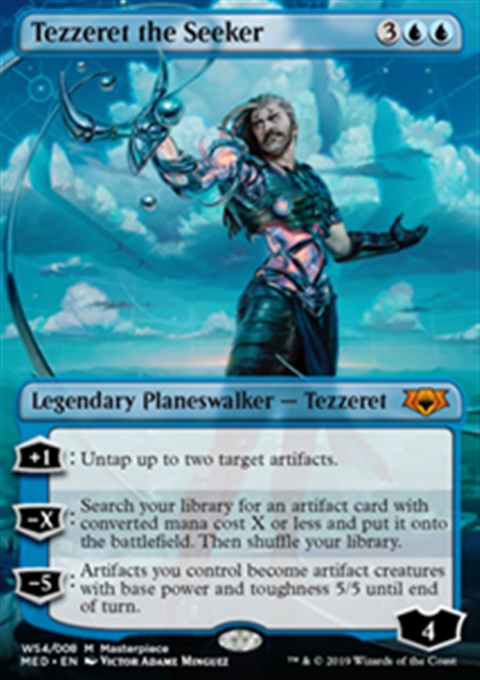 Tezzeret the Seeker 3
Legendary Planeswalker — Tezzeret
+1: Untap up to two target artifacts.
-X: Search your library for an artifact card with
converted mana cost X or less and put it onto
the battlefield. Then shuffle your library.
-5: Artifacts you control become artifact creatures
with base power and toughness 5/5 until end
of turn.
4
WS4/008 M Masterpiece
MED • EN Victor Adame Minguez
™ & © 2019 Wizards of the Coast